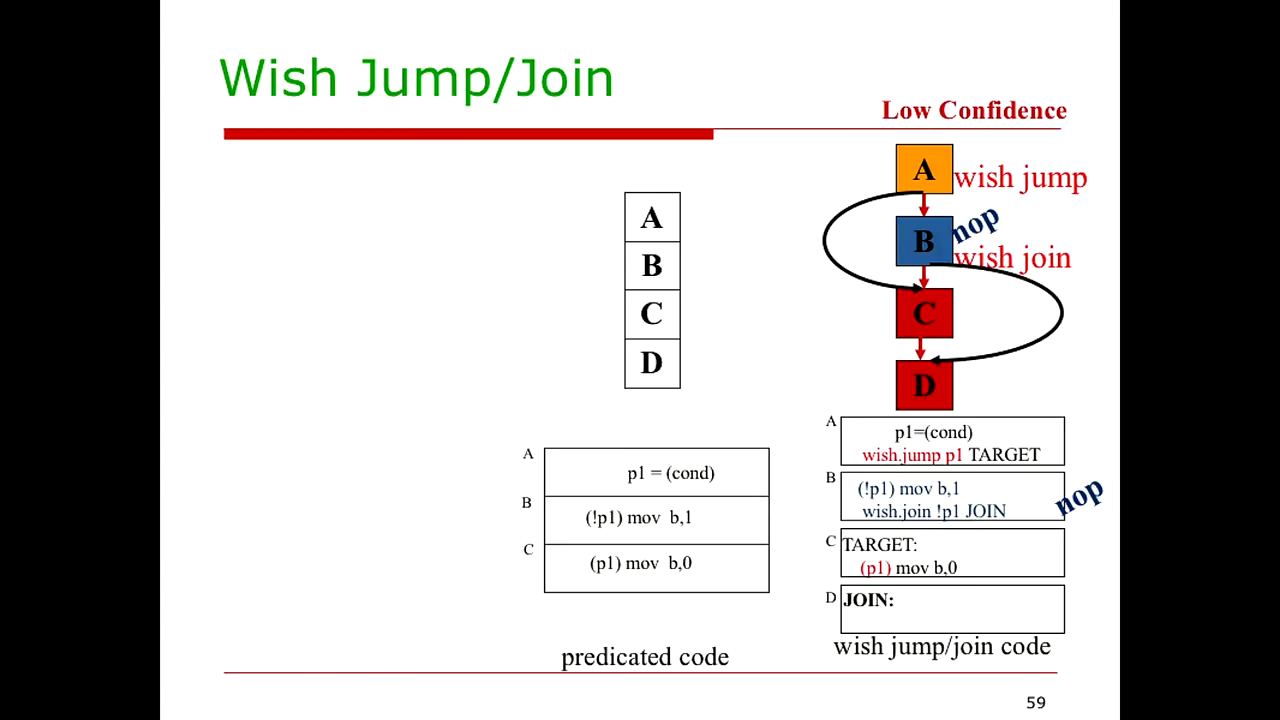 Wish Jump/Join
Low Confidence
A
B
C
D
A
p1 = (cond)
B
(!p1) mov b,1
C
(p1) mov b,0
predicated code
A
wish jump
nop
B
wish join
C
D
A
p1=(cond)
wish.jump p1 TARGET
B
(!p1) mov b,1
wish.join !p1 JOIN
nop
C
TARGET:
(p1) mov b,0
D
JOIN:
wish jump/join code
59